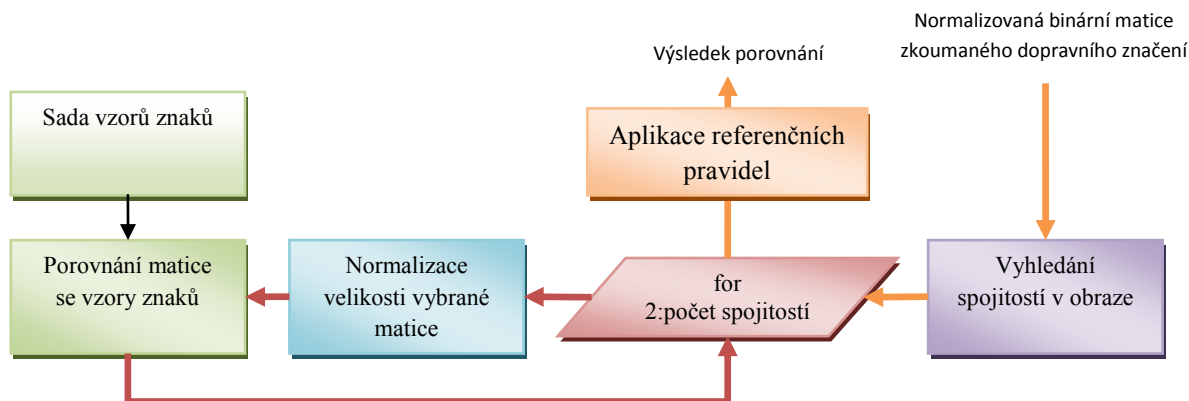 Normalizovaná binární matice
zkoumaného dopravního značení
Výsledek porovnání
Sada vzorů znaků
Aplikace referenčních
pravidel
Porovnání matice
se vzory znaků
Normalizace
velikosti vybrané
matice
for
2:počet spojitostí
Vyhledání
spojitostí v obraze